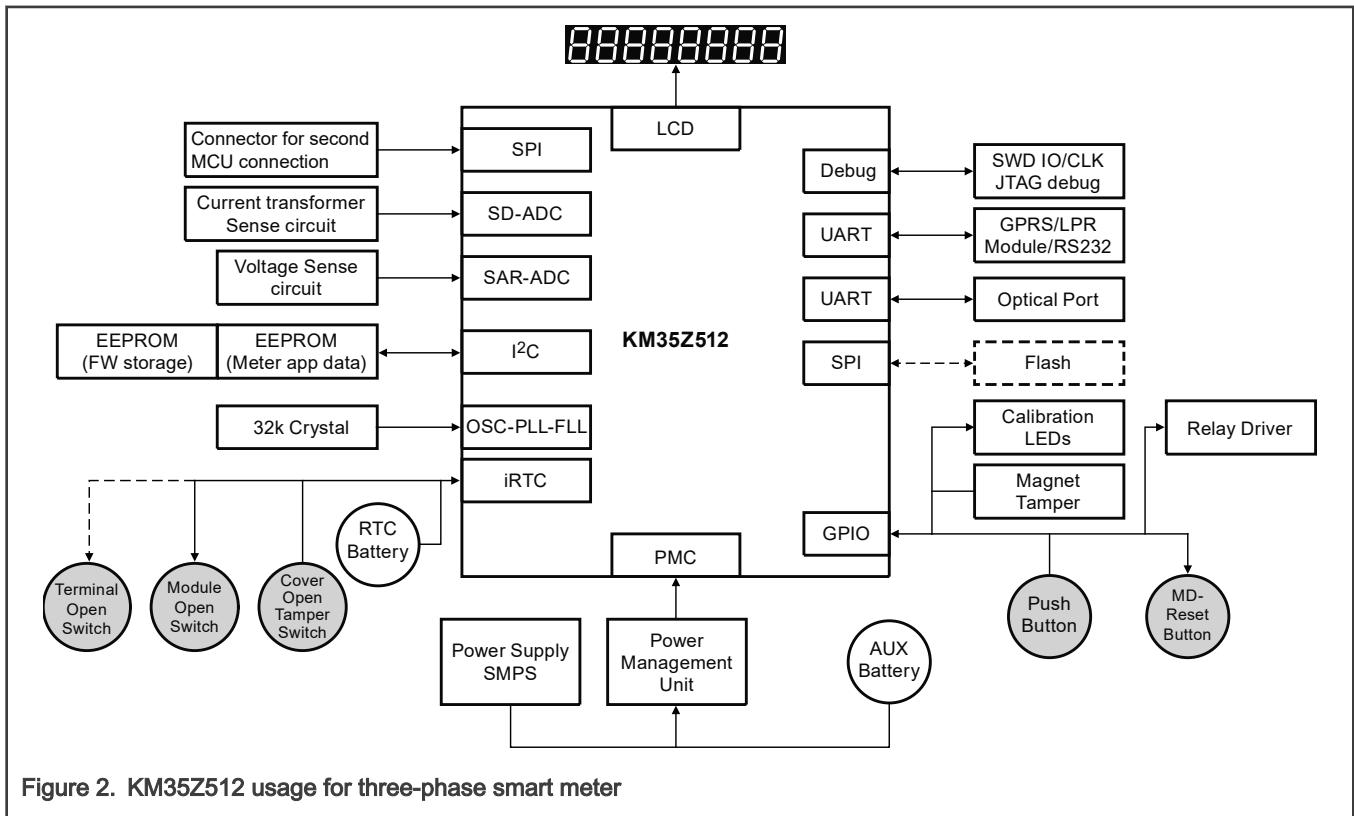 88888888
LCD
Connector for second
MCU connection
SPI
Current transformer
Sense circuit
SD-ADC
Voltage Sense
circuit
SAR-ADC
EEPROM
(FW storage)
EEPROM
(Meter app data)
I²C
32k Crystal
OSC-PLL-FLL
iRTC
RTC
Battery
Terminal
Open
Switch
Module
Open
Switch
Cover
Open
Tamper
Switch
KM35Z512
Debug
SWD IO/CLK
JTAG debug
UART
GPRS/LPR
Module/RS232
UART
Optical Port
SPI
Flash
Calibration
LEDs
Relay Driver
Magnet
Tamper
GPIO
Push
Button
MD-
Reset
Button
PMC
Power Supply
SMPS
Power
Management
Unit
AUX
Battery
Figure 2. KM35Z512 usage for three-phase smart meter